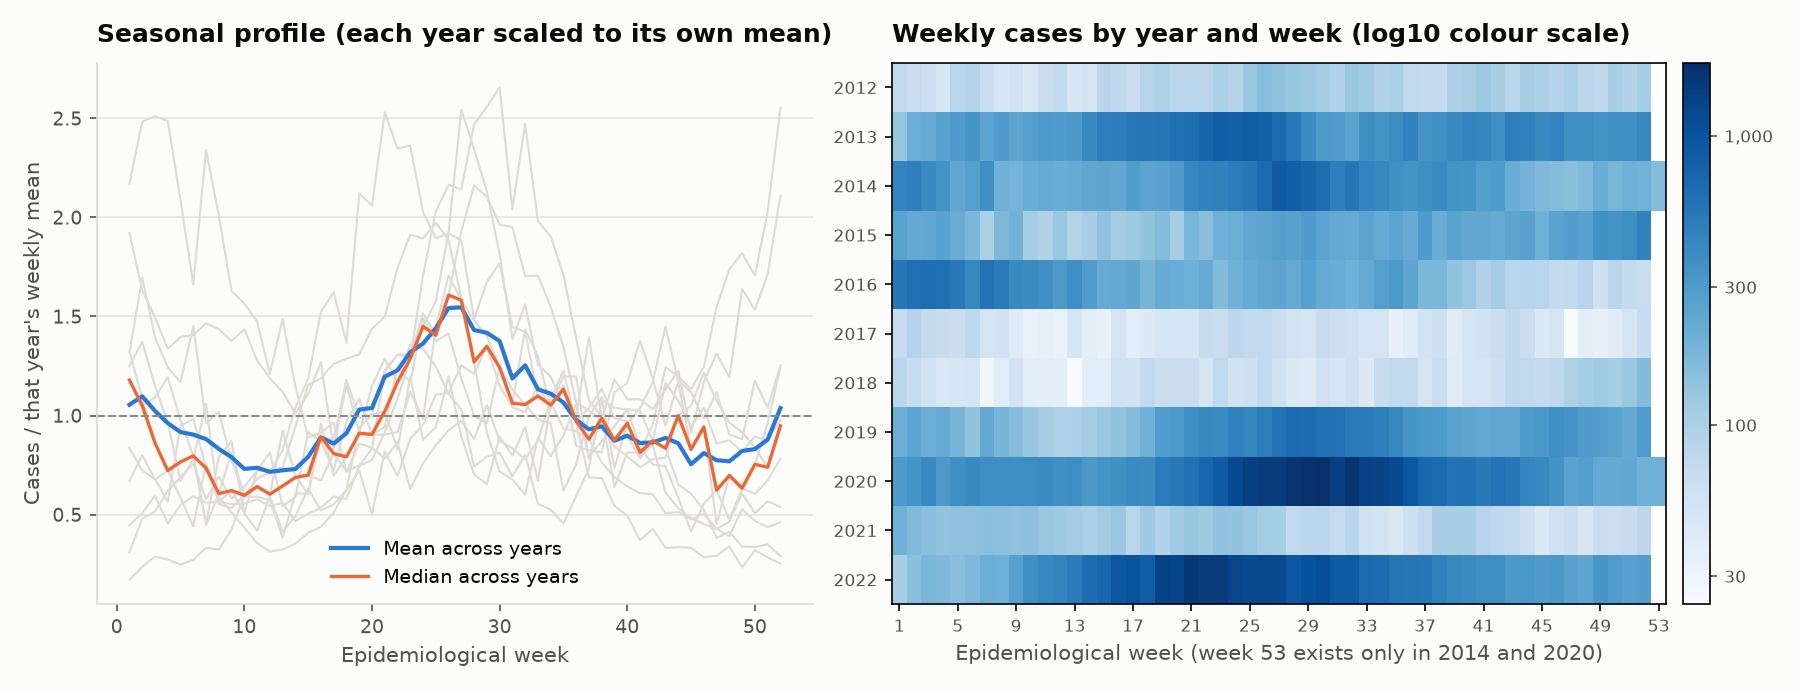 Seasonal profile (each year scaled to its own mean)
Cases / that year's weekly mean
2.5
2.0
1.5
1.0
0.5
Mean across years
Median across years
0 10 20 30 40 50
Epidemiological week
Weekly cases by year and week (log10 colour scale)
2012
2013
2014
2015
2016
2017
2018
2019
2020
2021
2022
1 5 9 13 17 21 25 29 33 37 41 45 49 53
Epidemiological week (week 53 exists only in 2014 and 2020)
1,000
300
100
30